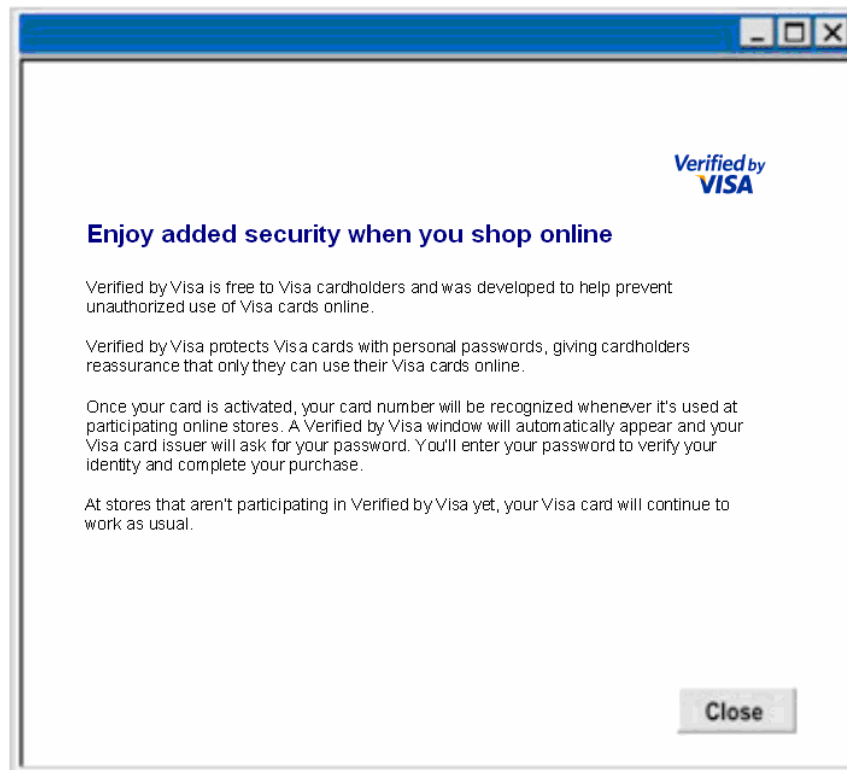 Verified by
VISA
Enjoy added security when you shop online
Verified by Visa is free to Visa cardholders and was developed to help prevent
unauthorized use of Visa cards online.
Verified by Visa protects Visa cards with personal passwords, giving cardholders
reassurance that only they can use their Visa cards online.
Once your card is activated, your card number will be recognized whenever it's used at
participating online stores. A Verified by Visa window will automatically appear and your
Visa card issuer will ask for your password. You'll enter your password to verify your
identity and complete your purchase.
At stores that aren't participating in Verified by Visa yet, your Visa card will continue to
work as usual.
Close